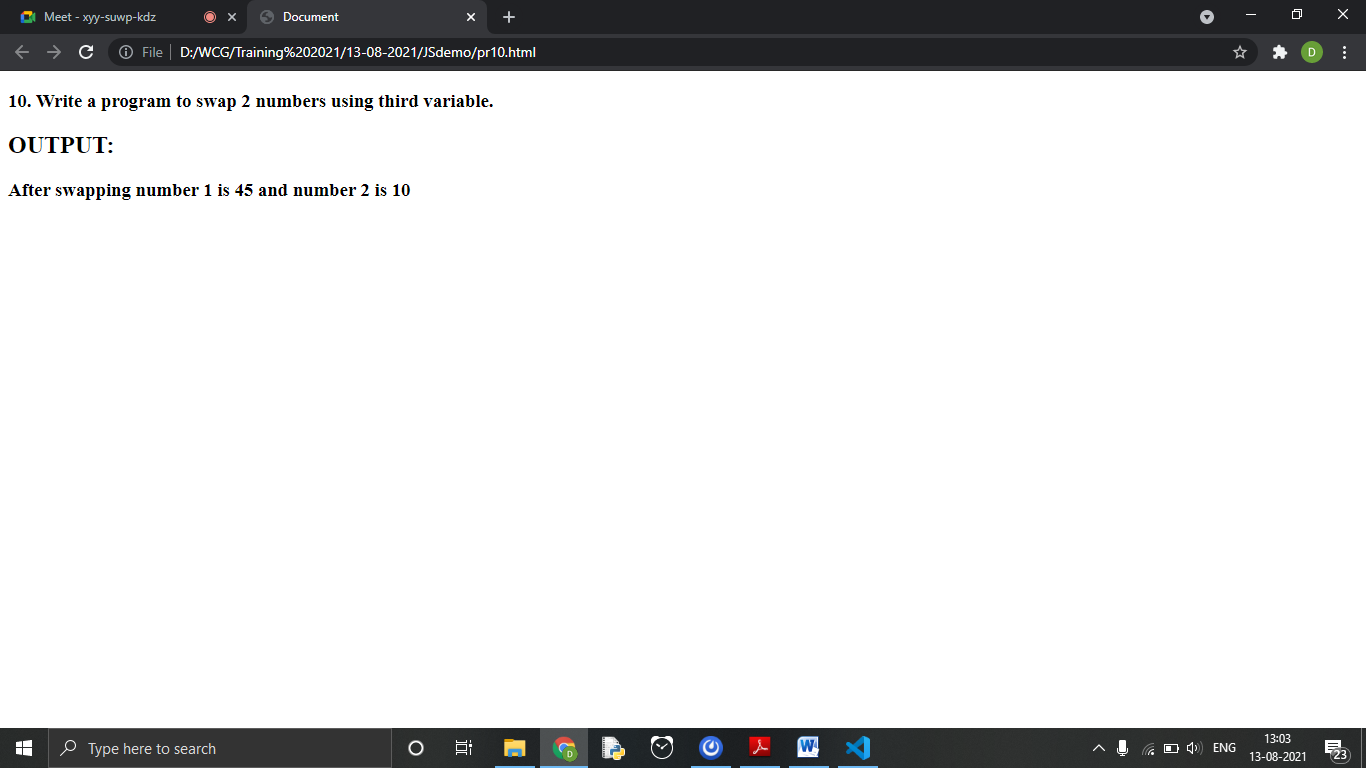 Meet - xyy-suwp-kdz
Document
File
D:/WCG/Training%202021/13-08-2021/JSdemo/pr10.html
D
10. Write a program to swap 2 numbers using third variable.
OUTPUT:
After swapping number 1 is 45 and number 2 is 10
Type here to search
D
W
ENG
13:03
13-08-2021
23